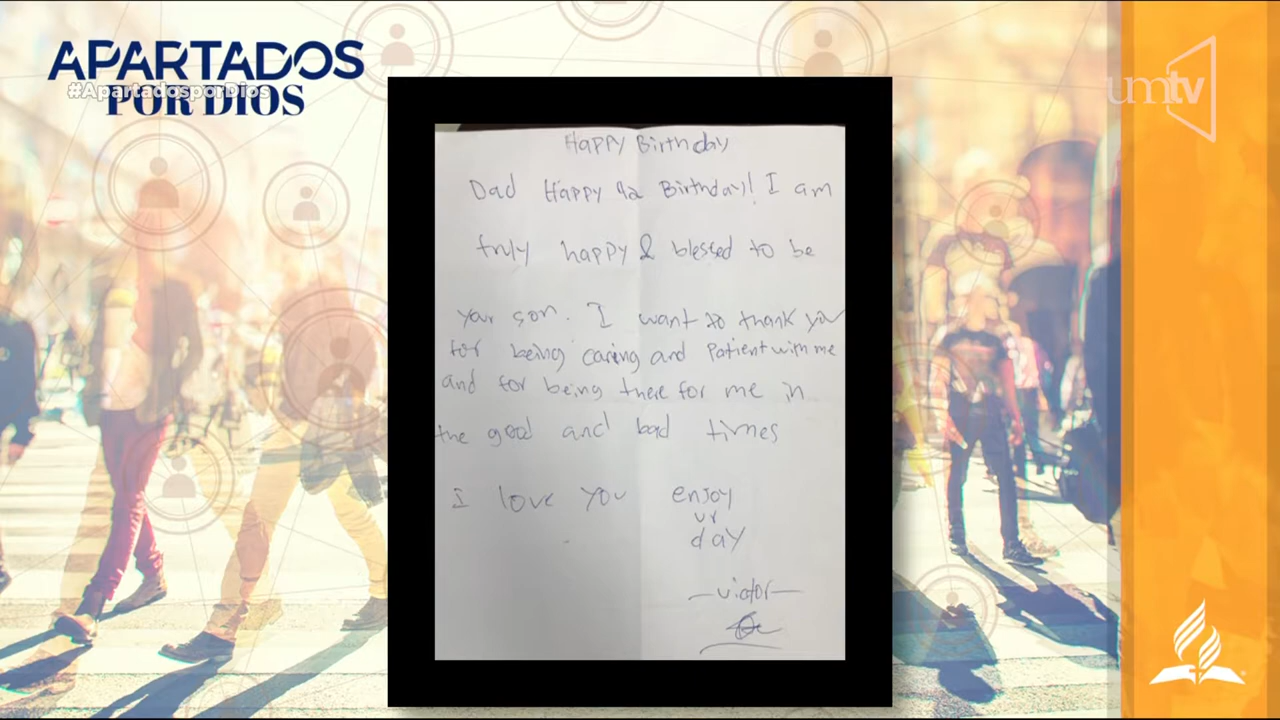 APARTADOS
POR DIOS
#ApartadosporDios
umtv
Happy Birthday
Dad Happy 42 Birthday! I am
truly happy & blessed to be
your son. I want to thank you
for being caring and Patient with me
and for being there for me in
the good and bad times
I love you enjoy
ur
day
-victor-